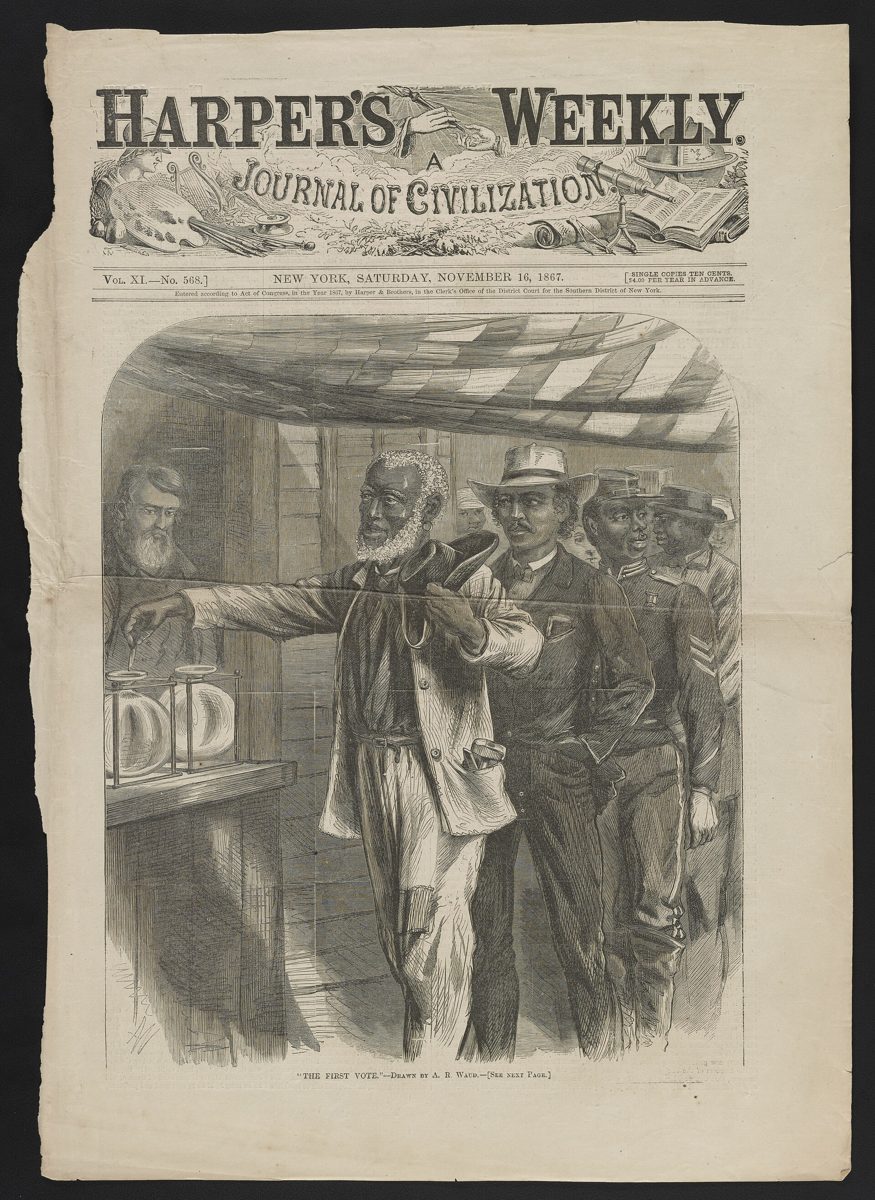 HARPER'S WEEKLY.
A
JOURNAL OF CIVILIZATION.
VOL. XI.—No. 568.] NEW YORK, SATURDAY, NOVEMBER 16, 1867. [SINGLE COPIES TEN CENTS.
$4.00 PER YEAR IN ADVANCE.
Entered according to Act of Congress, in the Year 1867, by Harper & Brothers, in the Clerk's Office of the District Court for the Southern District of New York.
"THE FIRST VOTE."—DRAWN BY A. R. WAUD.—[SEE NEXT PAGE.]